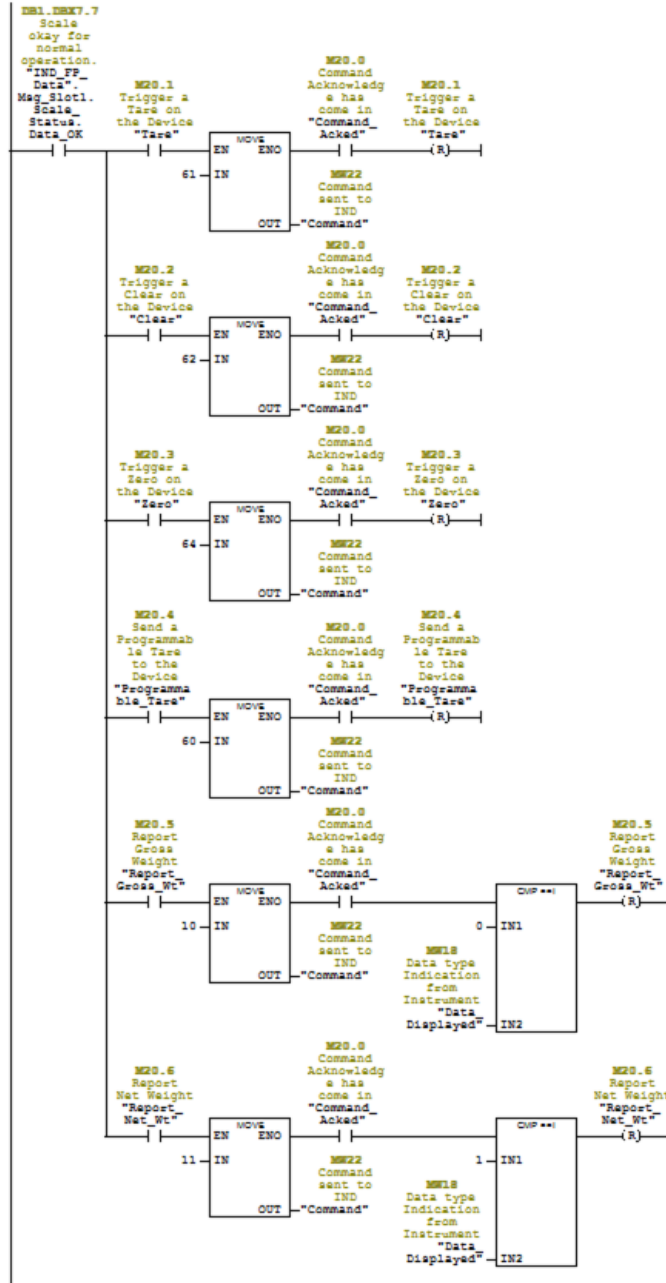 DB1.DBX7.7
Scale
okay for
normal
operation.
"IND_FP_
Data".
Msg_Slot1.
Scale_
Status.
Data_OK
M20.1
Trigger a
Tare on
the Device
"Tare"
MOVE
EN ENO
61 IN
OUT
M20.0
Command
Acknowledg
e has
come in
"Command_
Acked"
M20.1
Trigger a
Tare on
the Device
"Tare"
(R)
MW22
Command
sent to
IND
"Command"
M20.2
Trigger a
Clear on
the Device
"Clear"
MOVE
EN ENO
62 IN
OUT
M20.0
Command
Acknowledg
e has
come in
"Command_
Acked"
M20.2
Trigger a
Clear on
the Device
"Clear"
(R)
MW22
Command
sent to
IND
"Command"
M20.3
Trigger a
Zero on
the Device
"Zero"
MOVE
EN ENO
64 IN
OUT
M20.0
Command
Acknowledg
e has
come in
"Command_
Acked"
M20.3
Trigger a
Zero on
the Device
"Zero"
(R)
MW22
Command
sent to
IND
"Command"
M20.4
Send a
Programmab
le Tare
to the
Device
"Programma
ble_Tare"
MOVE
EN ENO
60 IN
OUT
M20.0
Command
Acknowledg
e has
come in
"Command_
Acked"
M20.4
Send a
Programmab
le Tare
to the
Device
"Programma
ble_Tare"
(R)
MW22
Command
sent to
IND
"Command"
M20.5
Report
Gross
Weight
"Report_
Gross_Wt"
MOVE
EN ENO
10 IN
OUT
M20.0
Command
Acknowledg
e has
come in
"Command_
Acked"
MW22
Command
sent to
IND
"Command"
CMP ==I
0 IN1
MW18
Data type
Indication
from
Instrument
"Data_
Displayed" IN2
M20.5
Report
Gross
Weight
"Report_
Gross_Wt"
(R)
M20.6
Report
Net Weight
"Report_
Net_Wt"
MOVE
EN ENO
11 IN
OUT
M20.0
Command
Acknowledg
e has
come in
"Command_
Acked"
MW22
Command
sent to
IND
"Command"
CMP ==I
1 IN1
MW18
Data type
Indication
from
Instrument
"Data_
Displayed" IN2
M20.6
Report
Net Weight
"Report_
Net_Wt"
(R)